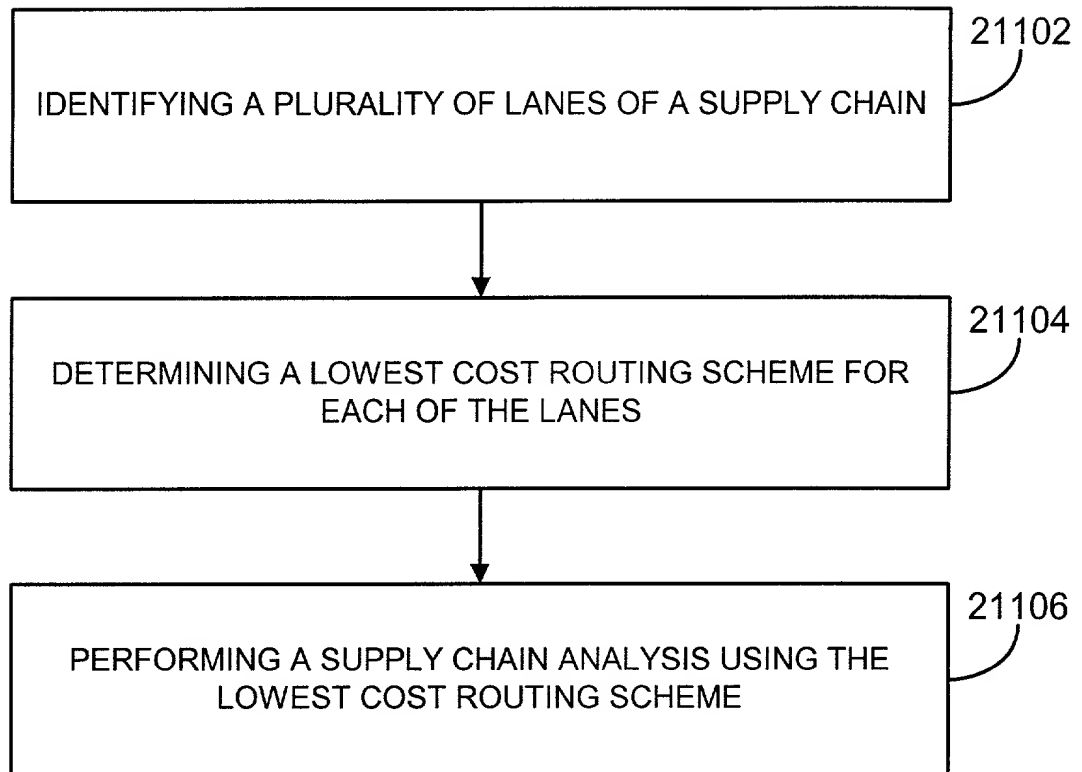 21102
IDENTIFYING A PLURALITY OF LANES OF A SUPPLY CHAIN
21104
DETERMINING A LOWEST COST ROUTING SCHEME FOR
EACH OF THE LANES
21106
PERFORMING A SUPPLY CHAIN ANALYSIS USING THE
LOWEST COST ROUTING SCHEME